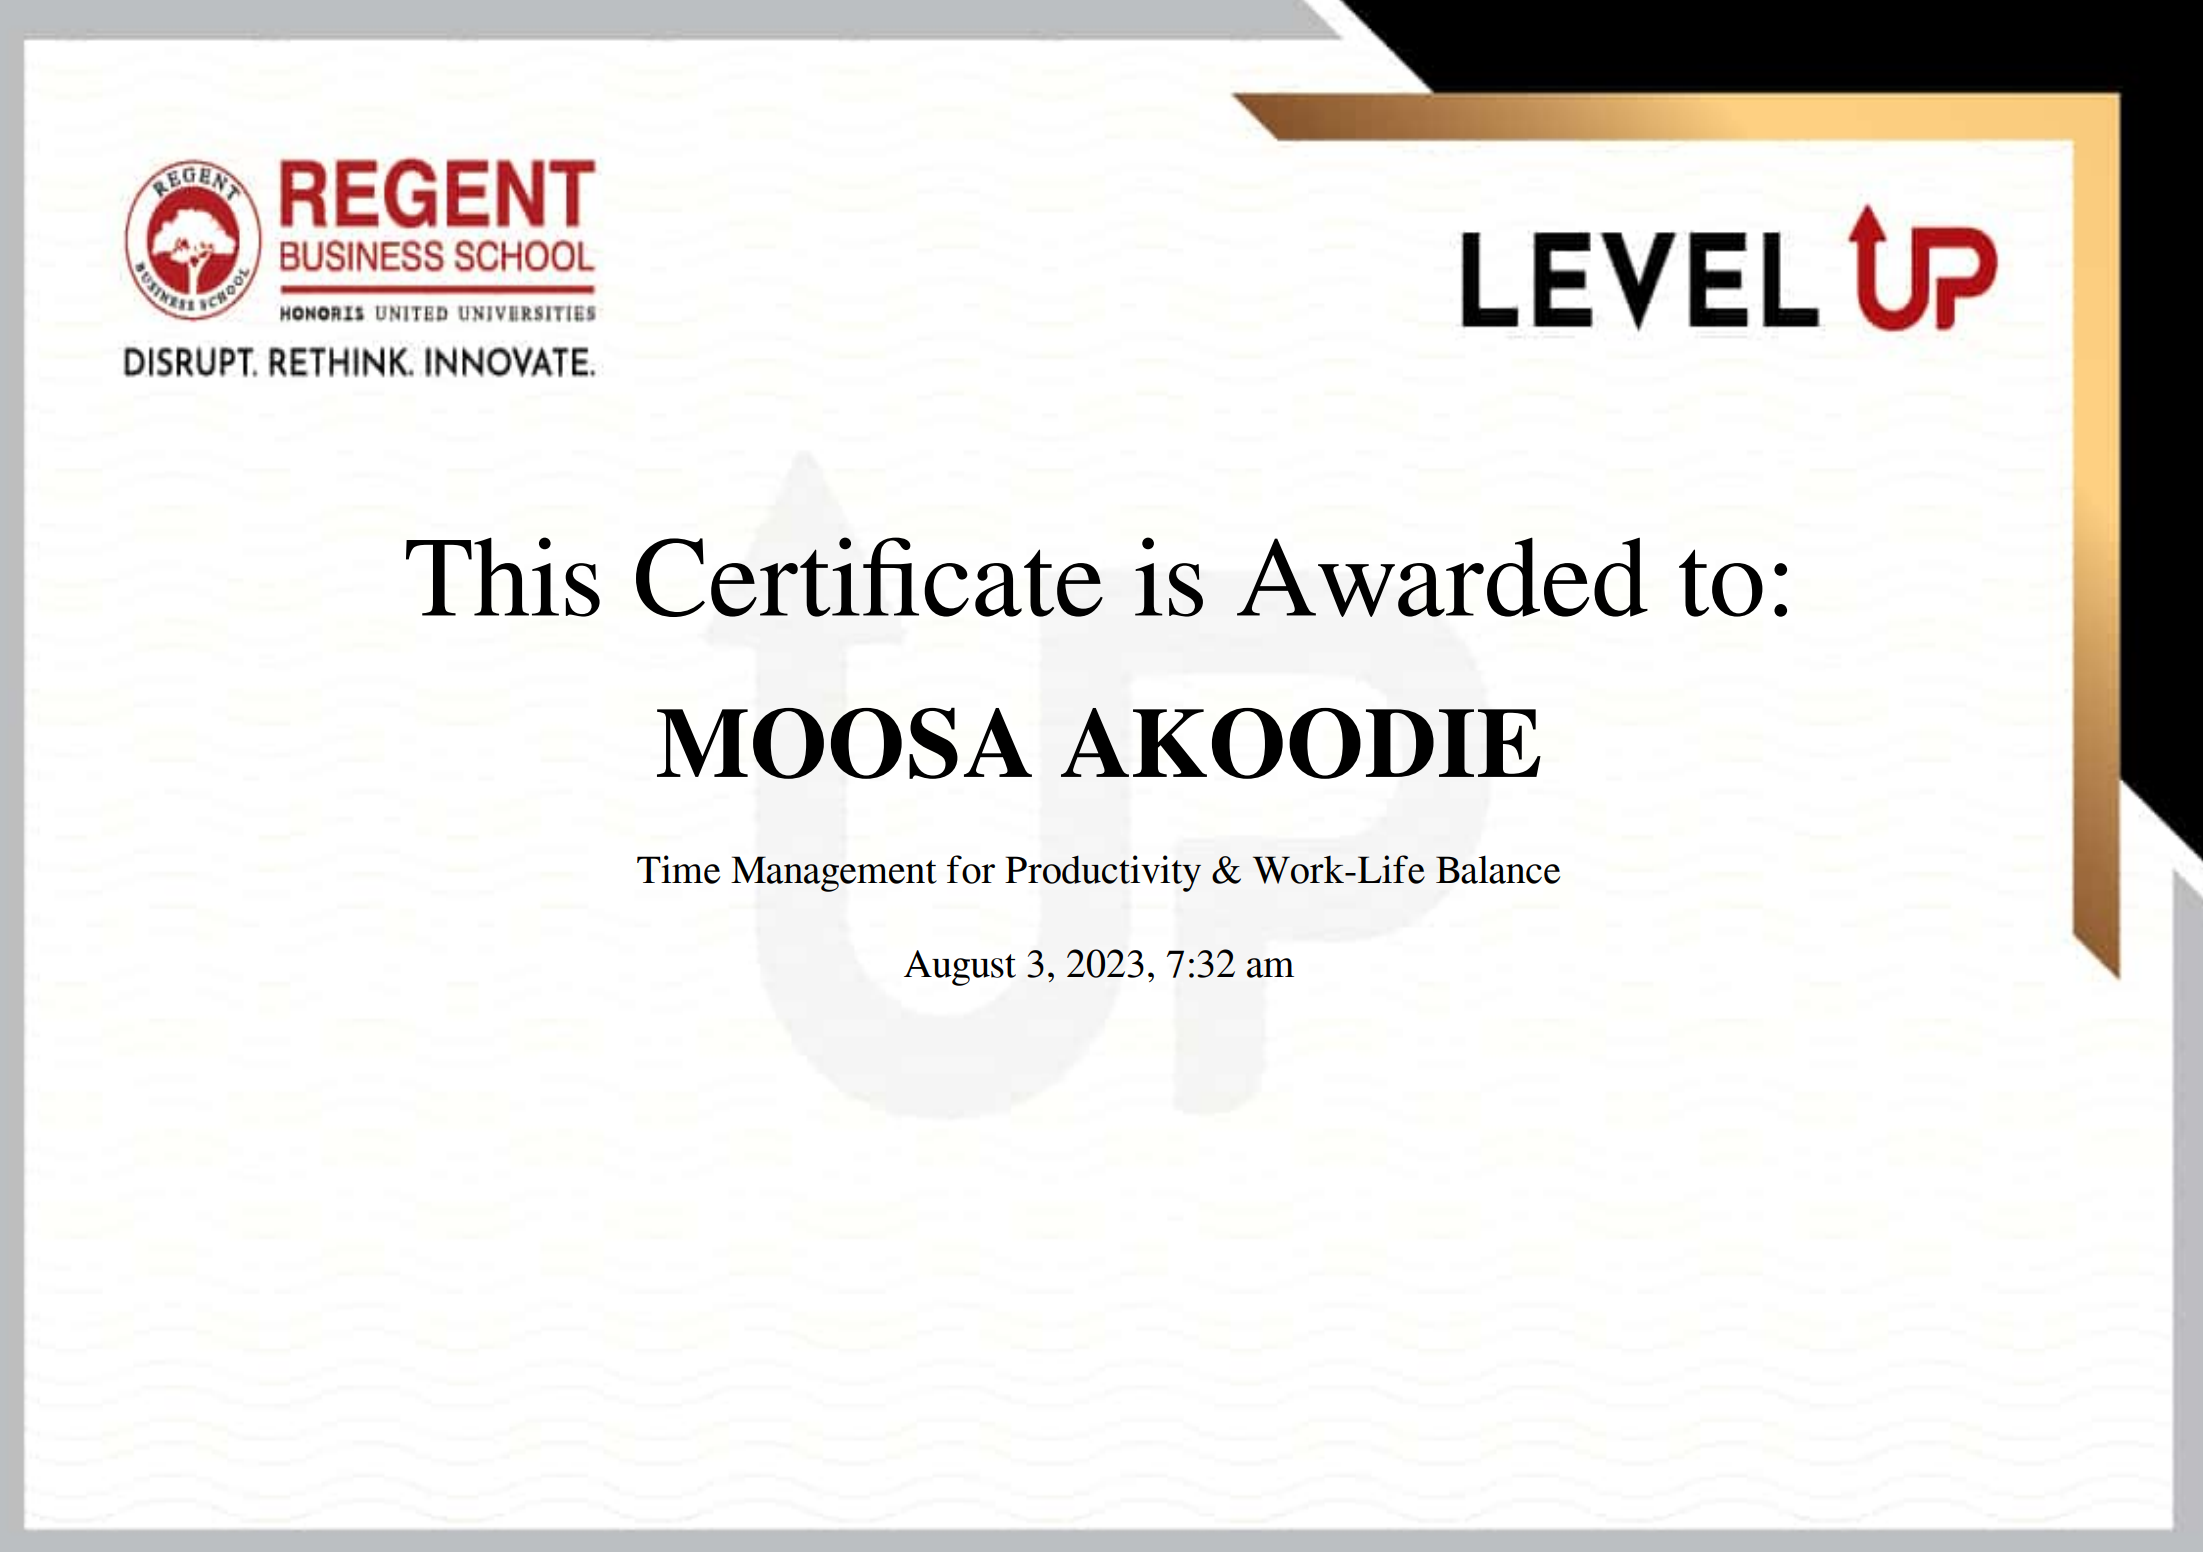 REGENT
BUSINESS SCHOOL
REGENT
BUSINESS SCHOOL
HONORIS UNITED UNIVERSITIES
DISRUPT. RETHINK. INNOVATE.
LEVEL UP
This Certificate is Awarded to:
MOOSA AKOODIE
Time Management for Productivity & Work-Life Balance
August 3, 2023, 7:32 am
UP